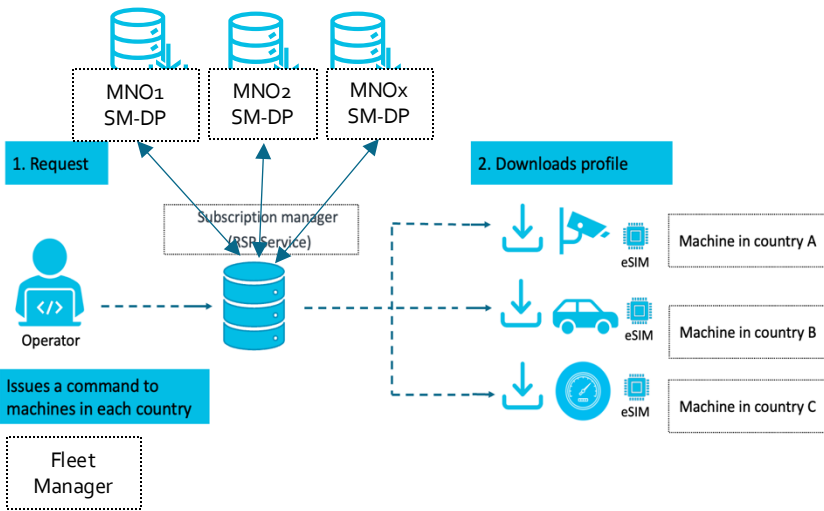 MNO1
SM-DP
MNO2
SM-DP
MNOx
SM-DP
1. Request
2. Downloads profile
Subscription manager
(RSP Service)
Machine in country A
eSIM
</>
Operator
Machine in country B
eSIM
Issues a command to
machines in each country
Machine in country C
eSIM
Fleet
Manager